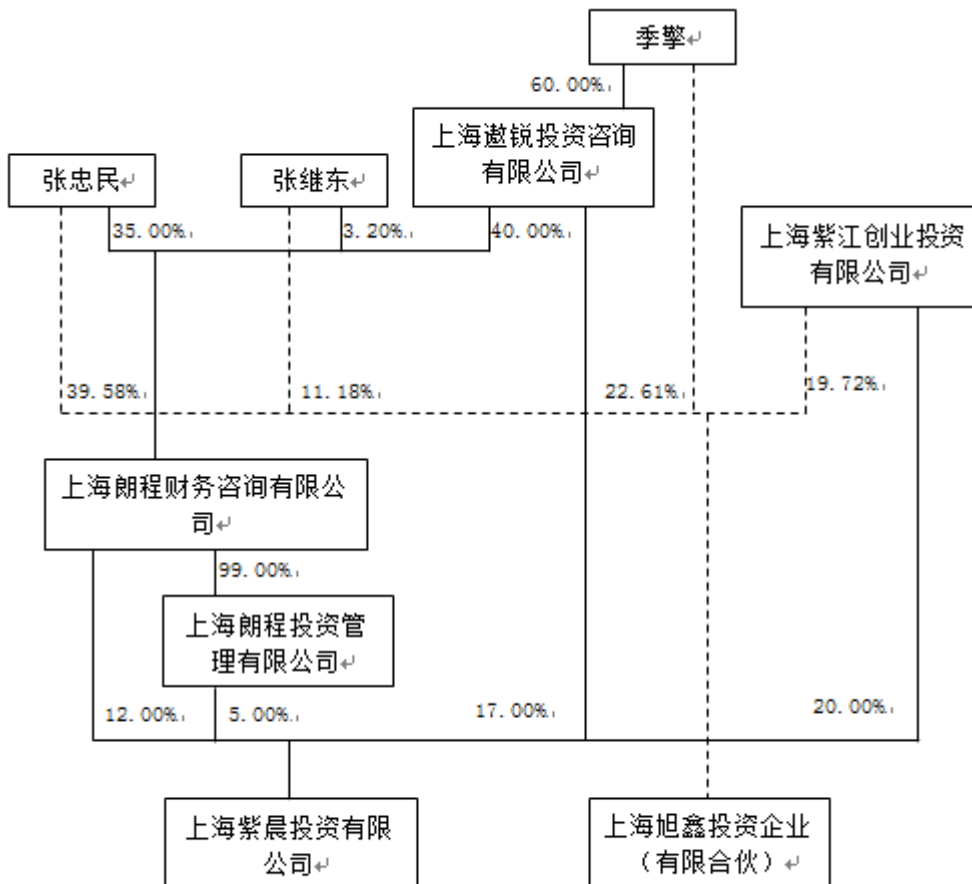 季擎
60.00%
上海遨锐投资咨询
有限公司
张忠民
张继东
35.00%
3.20%
40.00%
上海紫江创业投资
有限公司
39.58%
11.18%
22.61%
19.72%
上海朗程财务咨询有限公
司
99.00%
上海朗程投资管
理有限公司
12.00%
5.00%
17.00%
20.00%
上海紫晨投资有限
公司
上海旭鑫投资企业
（有限合伙）